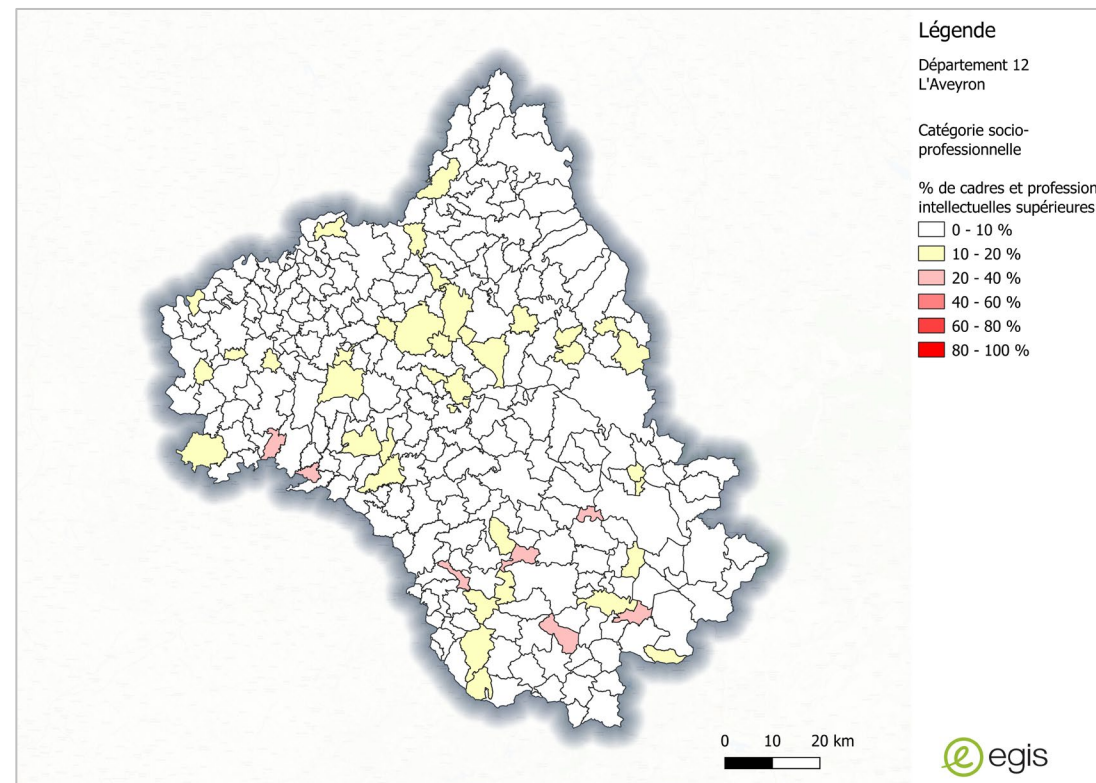 Légende
Département 12
L'Aveyron
Catégorie socio-
professionnelle
% de cadres et profession
intellectuelles supérieures
0 - 10 %
10 - 20 %
20 - 40 %
40 - 60 %
60 - 80 %
80 - 100 %
0 10 20 km
egis